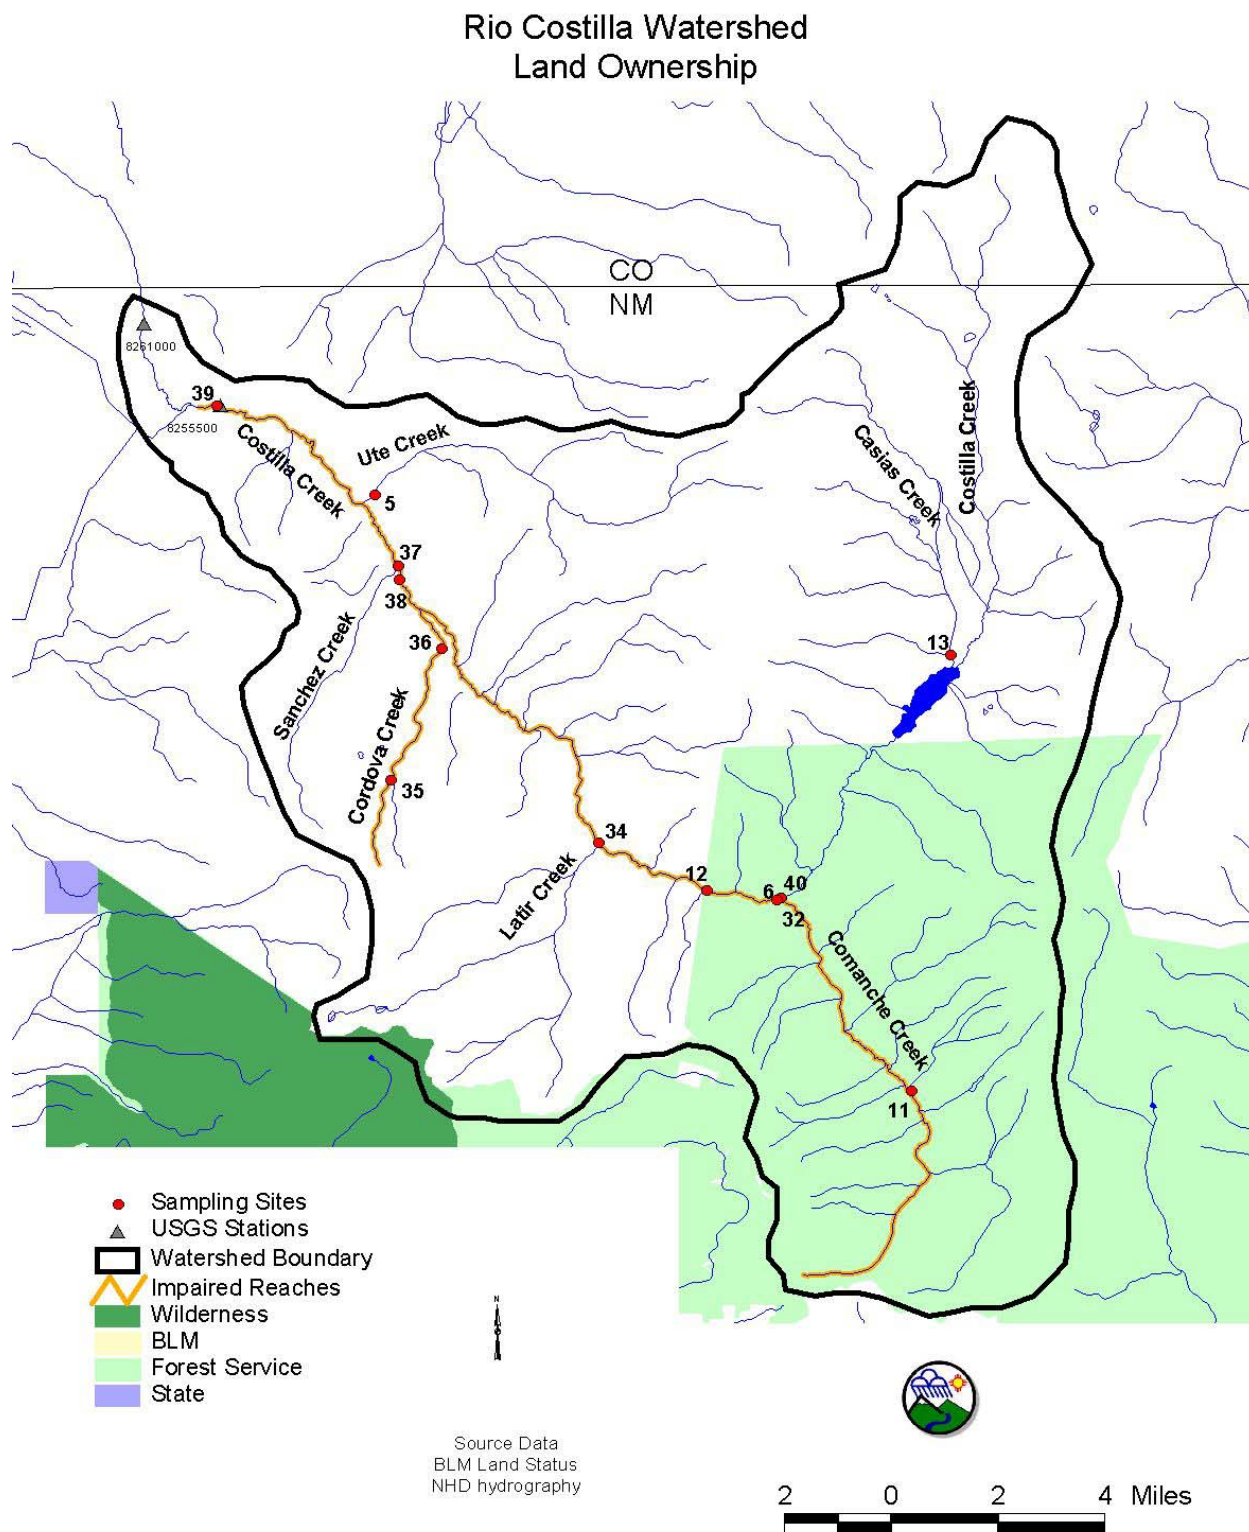 Rio Costilla Watershed
Land Ownership
CO
NM
8261000
39
8255500
Costilla Creek
Ute Creek
5
Casias Creek
Costilla Creek
37
38
36
13
Sanchez Creek
Cordova Creek
35
34
Latir Creek
12
6
40
32
Comanche Creek
11
Sampling Sites
USGS Stations
Watershed Boundary
Impaired Reaches
Wilderness
BLM
Forest Service
State
N
Source Data
BLM Land Status
NHD hydrography
2 0 2 4 Miles